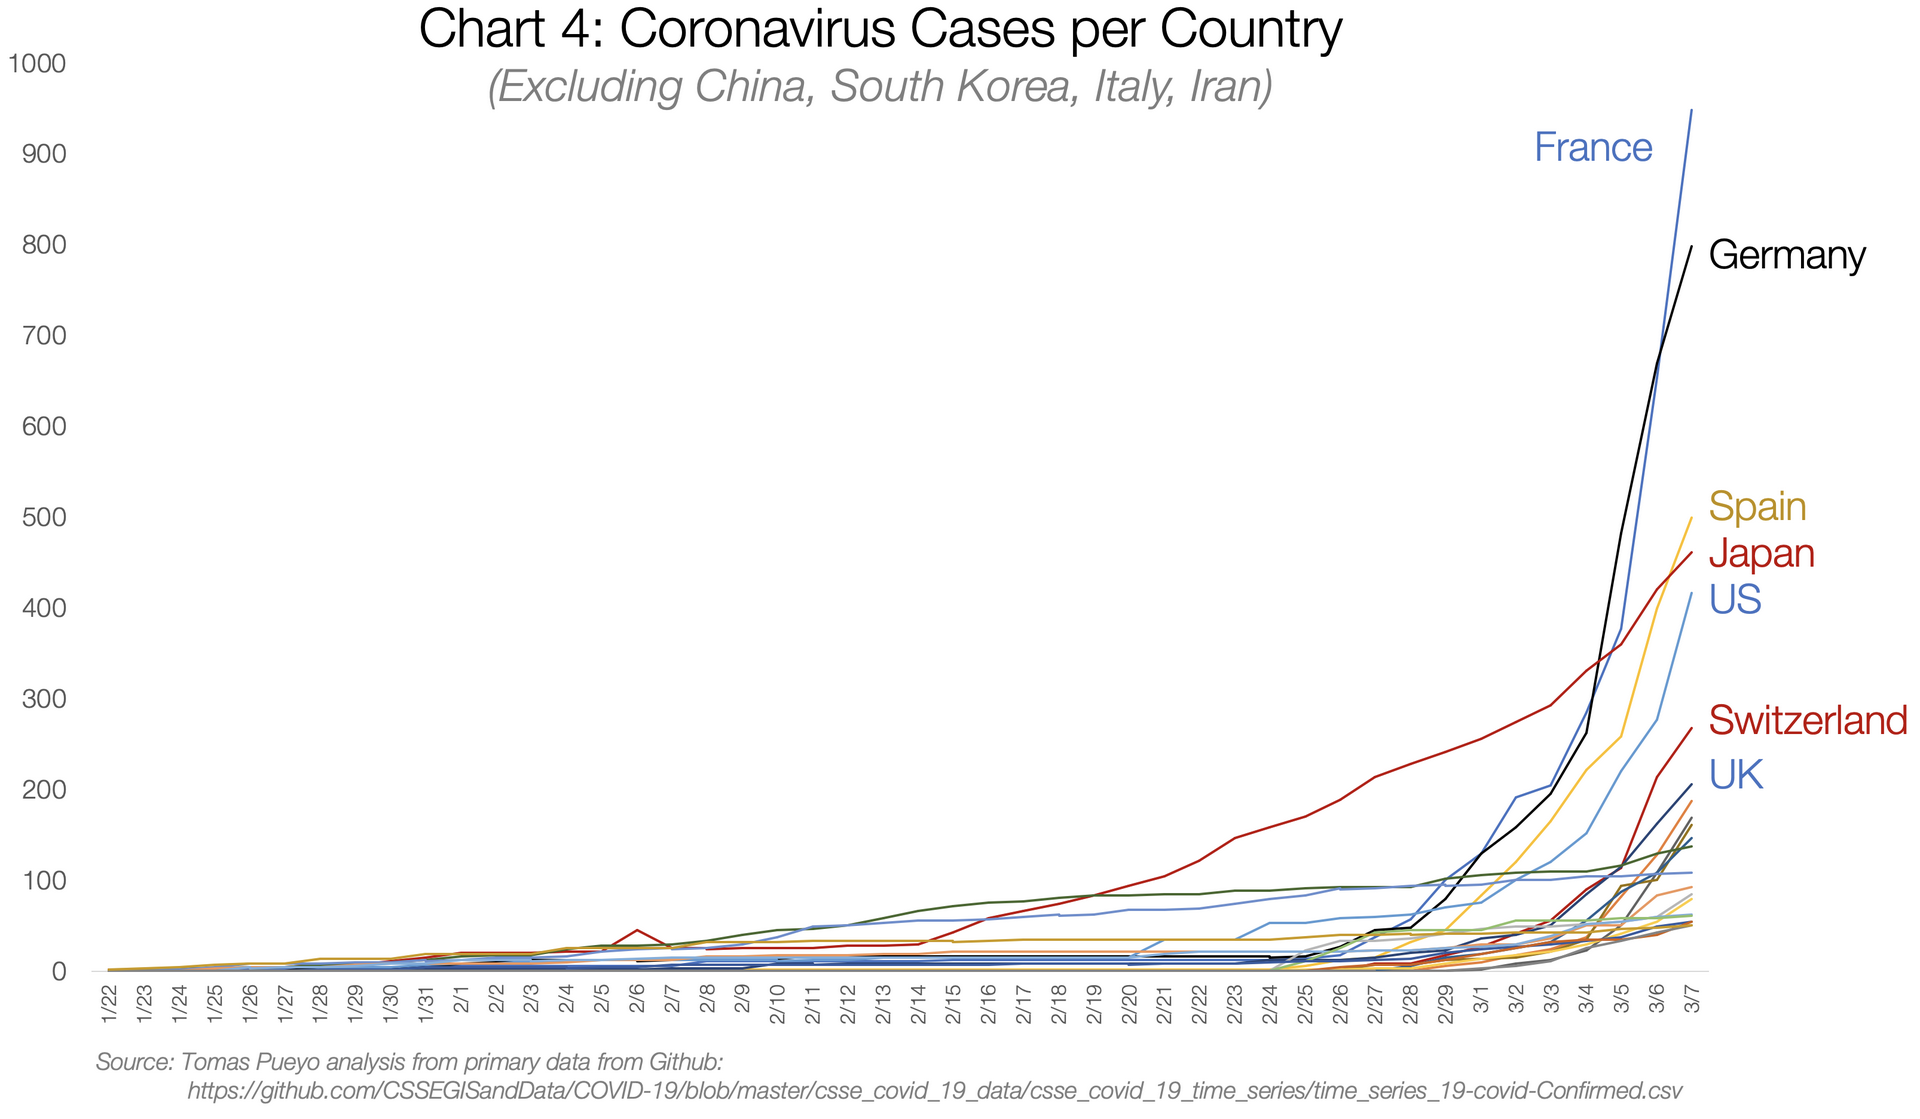 Chart 4: Coronavirus Cases per Country
(Excluding China, South Korea, Italy, Iran)
1000
900
800
700
600
500
400
300
200
100
0
France
Germany
Spain
Japan
US
Switzerland
UK
1/22 1/23 1/24 1/25 1/26 1/27 1/28 1/29 1/30 1/31 2/1 2/2 2/3 2/4 2/5 2/6 2/7 2/8 2/9 2/10 2/11 2/12 2/13 2/14 2/15 2/16 2/17 2/18 2/19 2/20 2/21 2/22 2/23 2/24 2/25 2/26 2/27 2/28 2/29 3/1 3/2 3/3 3/4 3/5 3/6 3/7
Source: Tomas Pueyo analysis from primary data from Github:
https://github.com/CSSEGISandData/COVID-19/blob/master/csse_covid_19_data/csse_covid_19_time_series/time_series_19-covid-Confirmed.csv